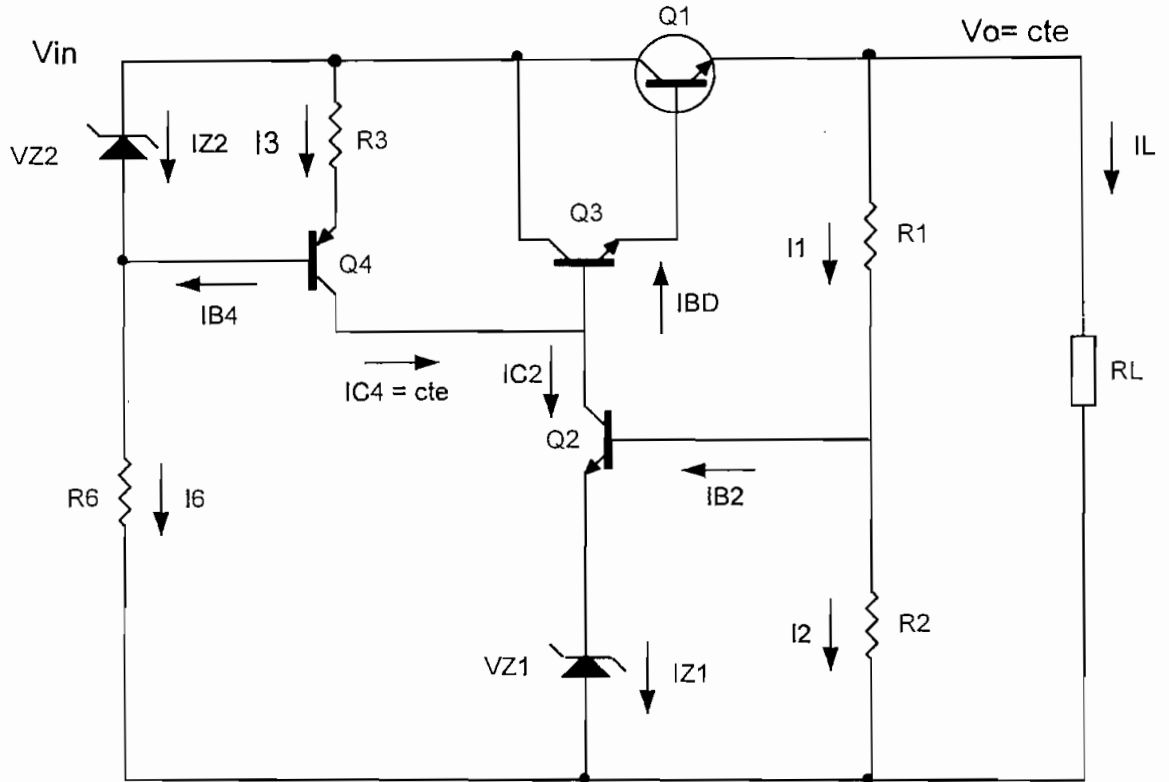 Q1
Vo= cte
Vin
IZ2
I3
R3
VZ2
IL
Q3
R1
I1
Q4
IBD
IB4
IC2
IC4 = cte
RL
Q2
R6
I6
IB2
R2
I2
VZ1
IZ1